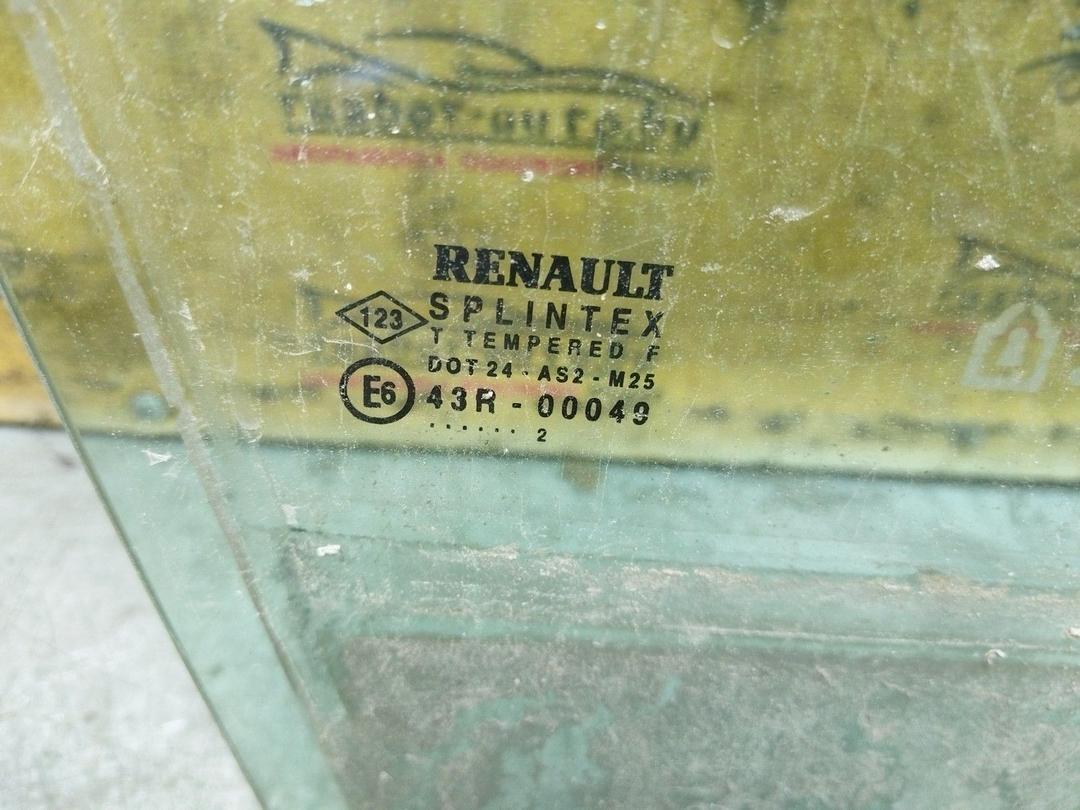 RENAULT
123
SPLINTEX
T TEMPERED F
DOT 24 - AS2 - M25
E6
43R - 00049
...... 2